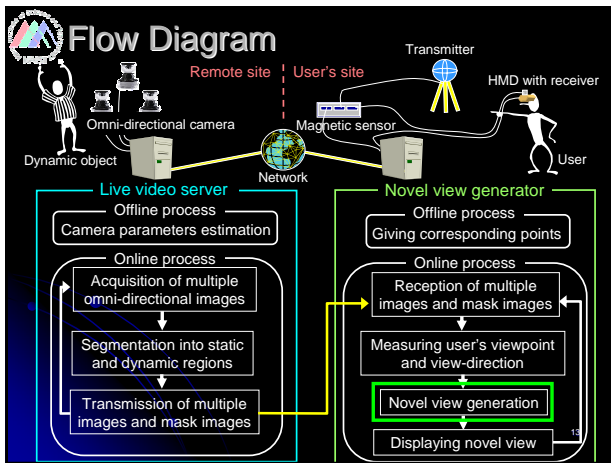 Flow Diagram
Remote site
User's site
Transmitter
HMD with receiver
Omni-directional camera
Magnetic sensor
Dynamic object
Network
User
Live video server
Offline process
Camera parameters estimation
Online process
Acquisition of multiple
omni-directional images
Segmentation into static
and dynamic regions
Transmission of multiple
images and mask images
Novel view generator
Offline process
Giving corresponding points
Online process
Reception of multiple
images and mask images
Measuring user's viewpoint
and view-direction
Novel view generation
13
Displaying novel view